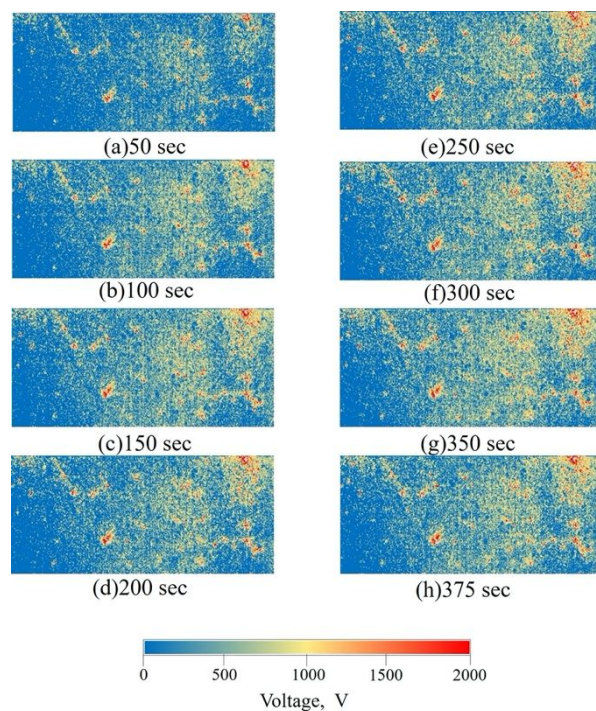 (a)50 sec
(e)250 sec
(b)100 sec
(f)300 sec
(c)150 sec
(g)350 sec
(d)200 sec
(h)375 sec
0 500 1000 1500 2000
Voltage, V